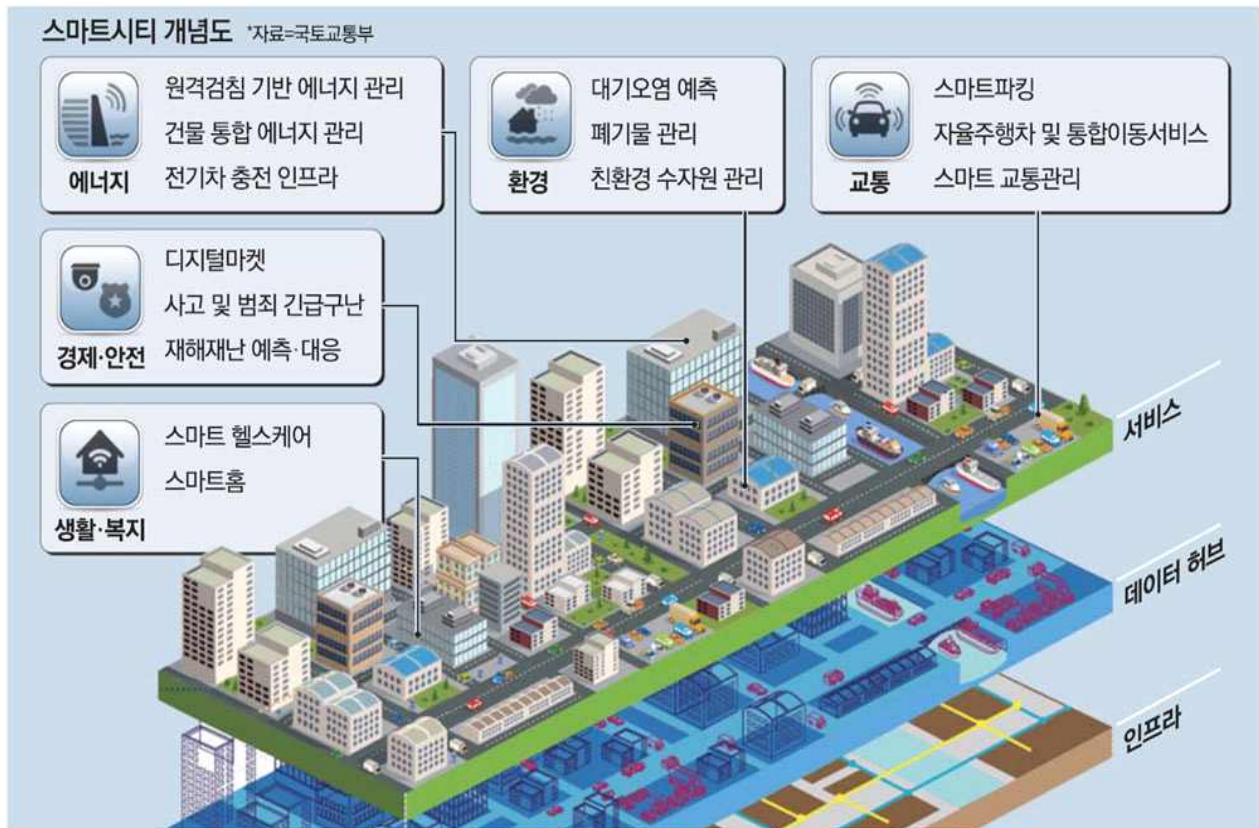 스마트시티 개념도 *자료=국토교통부
에너지
원격검침 기반 에너지 관리
건물 통합 에너지 관리
전기차 충전 인프라
환경
대기오염 예측
폐기물 관리
친환경 수자원 관리
교통
스마트파킹
자율주행차 및 통합이동서비스
스마트 교통관리
경제·안전
디지털마켓
사고 및 범죄 긴급구난
재해재난 예측·대응
생활·복지
스마트 헬스케어
스마트홈
서비스
데이터 허브
인프라